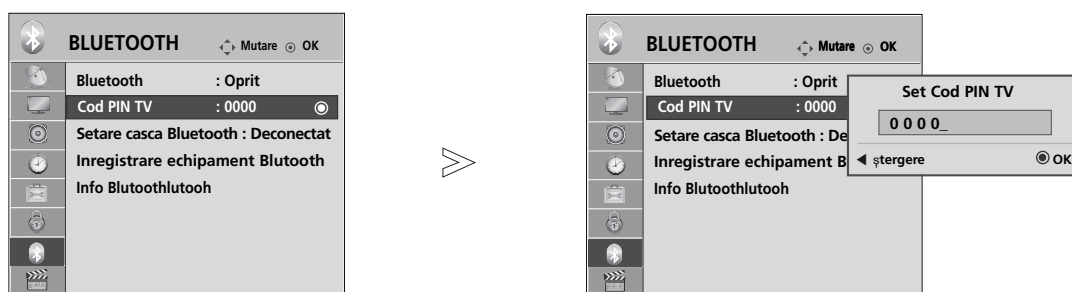 BLUETOOTH Mutare OK
Bluetooth : Oprit
Cod PIN TV : 0000
Setare casca Bluetooth : Deconectat
Inregistrare echipament Blutooth
Info Blutoothlutooh
BLUETOOTH Mutare OK
Bluetooth : Oprit
Cod PIN TV : 0000
Setare casca Bluetooth : De
Inregistrare echipament B
Info Blutoothlutooh
Set Cod PIN TV
0 0 0 0_
ștergere OK